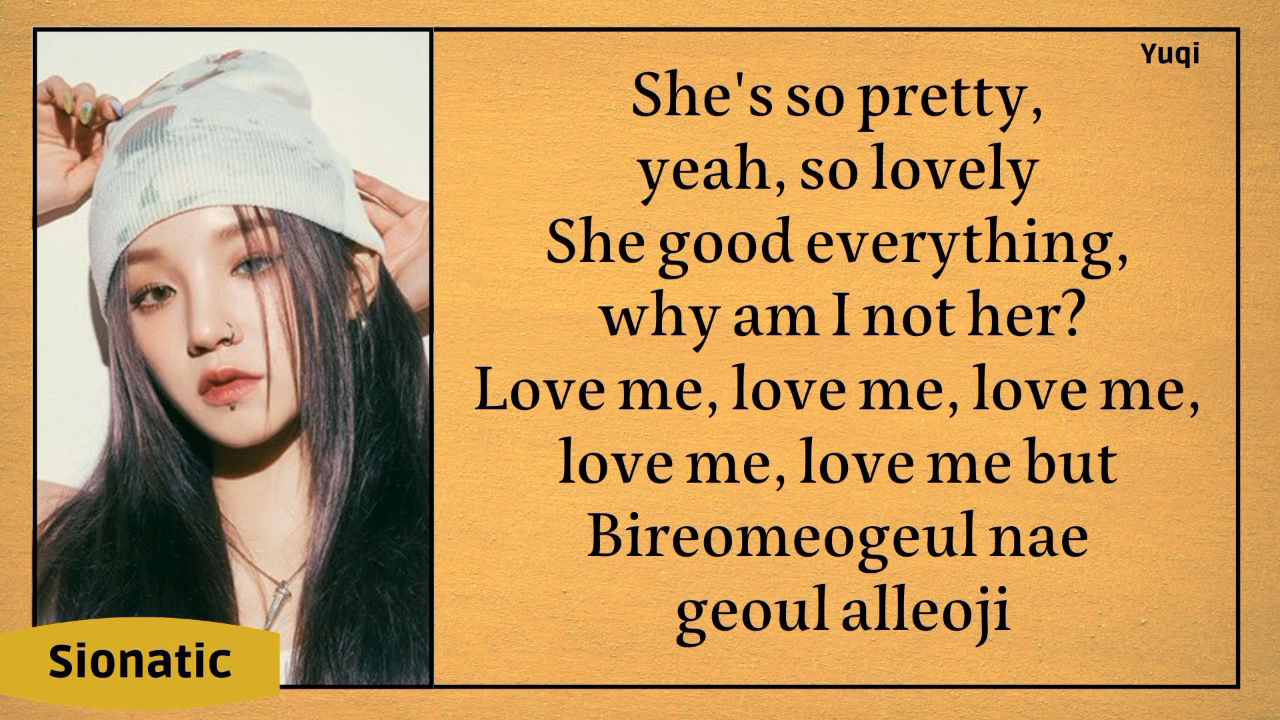 Yuqi
She's so pretty,
yeah, so lovely
She good everything,
why am I not her?
Love me, love me, love me,
love me, love me but
Bireomeogeul nae
geoul alleoji
Sionatic